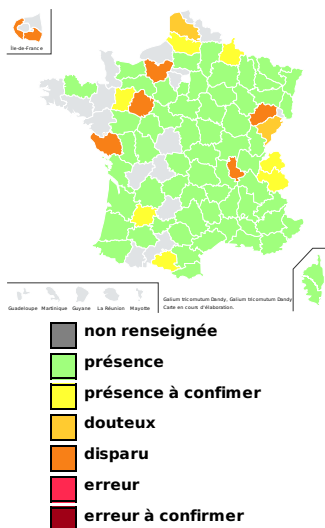 Île-de-France
Guadeloupe Martinique Guyane La Réunion Mayotte
Galium tricornutum Dandy, Galium tricornutum Dandy
Carte en cours d'élaboration.
non renseignée
présence
présence à confimer
douteux
disparu
erreur
erreur à confirmer